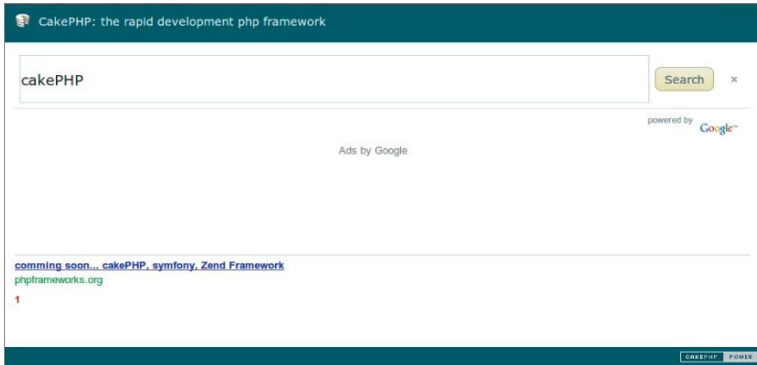 CakePHP: the rapid development php framework
cakePHP
Search ×
powered by Google™
Ads by Google
comming soon... cakePHP, symfony, Zend Framework
phpframeworks.org
1
CAKEPHP POWER